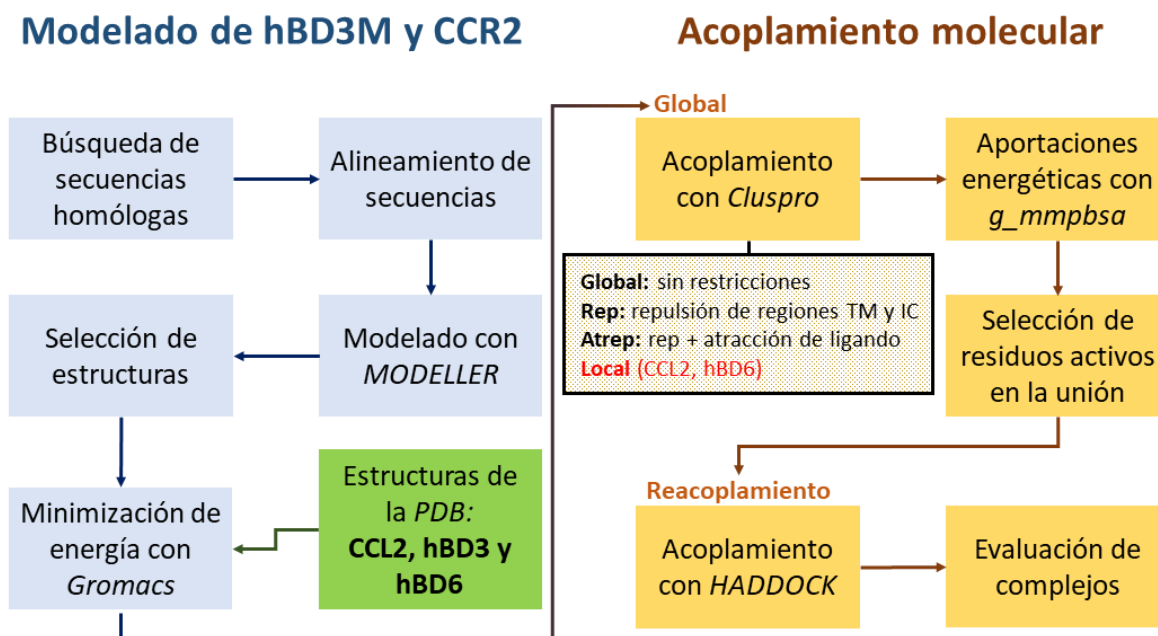 Modelado de hBD3M y CCR2
Búsqueda de
secuencias
homólogas
Alineamiento de
secuencias
Selección de
estructuras
Modelado con
MODELLER
Minimización de
energía con
Gromacs
Estructuras de
la PDB:
CCL2, hBD3 y
hBD6
Acoplamiento molecular
Global
Acoplamiento
con Cluspro
Aportaciones
energéticas con
g_mmpbsa
Global: sin restricciones
Rep: repulsión de regiones TM y IC
Atrep: rep + atracción de ligando
Local (CCL2, hBD6)
Selección de
residuos activos
en la unión
Reacoplamiento
Acoplamiento
con HADDOCK
Evaluación de
complejos